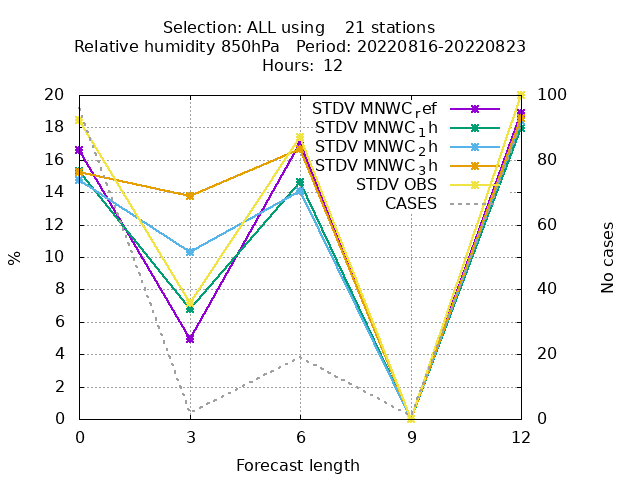 Selection: ALL using    21 stations
Relative humidity 850hPa   Period: 20220816-20220823
Hours: 12
20
18
16
14
12
10
8
6
4
2
0
%
100
80
60
40
20
0
No cases
STDV MNWC_ref
STDV MNWC_1h
STDV MNWC_2h
STDV MNWC_3h
STDV OBS
CASES
0 3 6 9 12
Forecast length